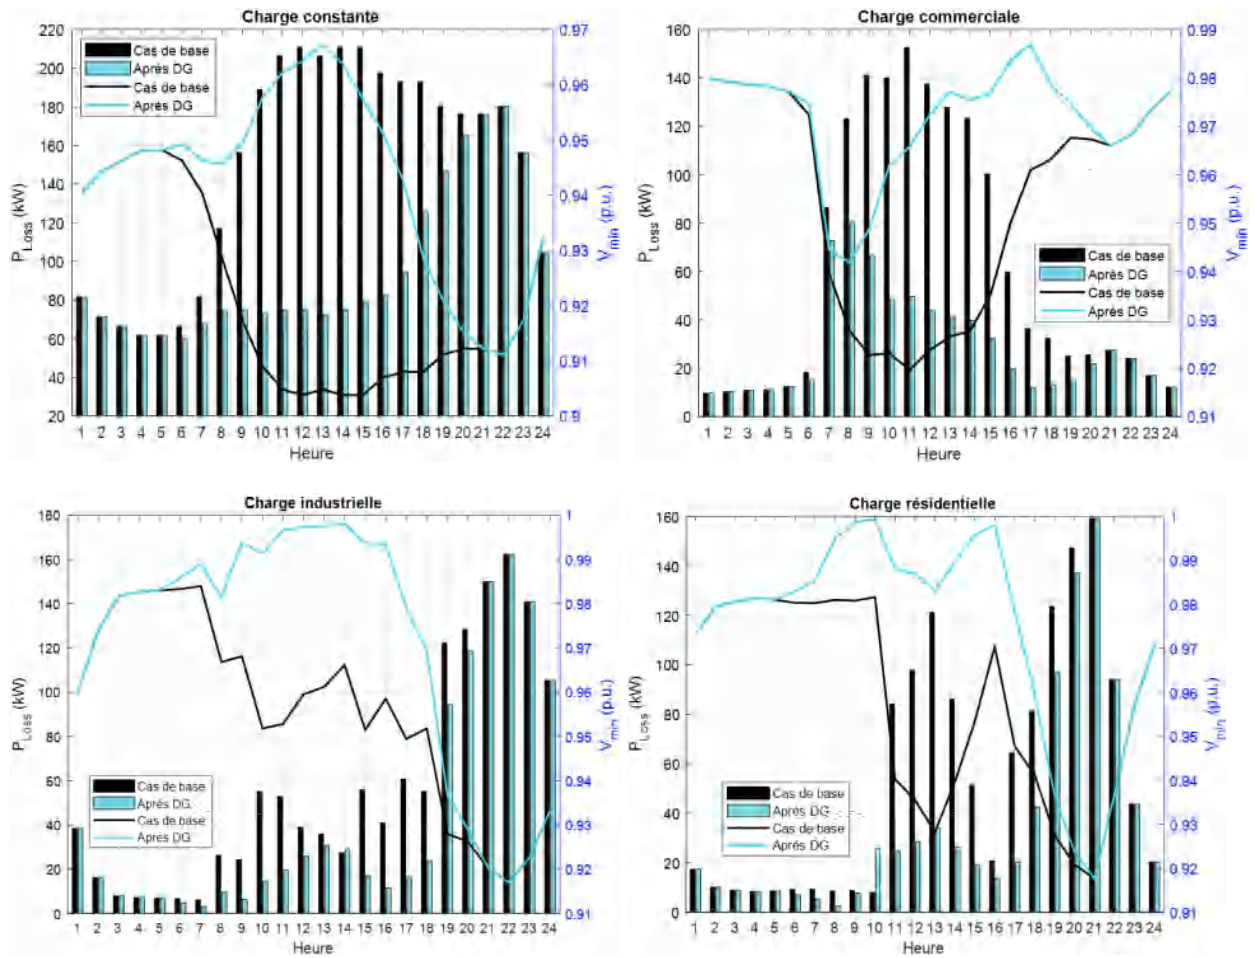 Charge constante
P_Loss (kW)
220
200
180
160
140
120
100
80
60
40
20
Cas de base
Aprés DG
Cas de base
Aprés DG
0.97
0.96
0.95
0.94
0.93
0.92
0.91
0.9
V_min (p.u.)
1 2 3 4 5 6 7 8 9 10 11 12 13 14 15 16 17 18 19 20 21 22 23 24
Heure
Charge commerciale
P_Loss (kW)
160
140
120
100
80
60
40
20
0
Cas de base
Aprés DG
Cas de base
Aprés DG
0.99
0.98
0.97
0.96
0.95
0.94
0.93
0.92
0.91
V_min (p.u.)
1 2 3 4 5 6 7 8 9 10 11 12 13 14 15 16 17 18 19 20 21 22 23 24
Heure
Charge industrielle
P_Loss (kW)
180
160
140
120
100
80
60
40
20
0
Cas de base
Aprés DG
Cas de base
Aprés DG
1
0.99
0.98
0.97
0.96
0.95
0.94
0.93
0.92
0.91
V_min (p.u.)
1 2 3 4 5 6 7 8 9 10 11 12 13 14 15 16 17 18 19 20 21 22 23 24
Heure
Charge résidentielle
P_Loss (kW)
160
140
120
100
80
60
40
20
0
Cas de base
Aprés DG
Cas de base
Aprés DG
1
0.99
0.98
0.97
0.96
0.95
0.94
0.93
0.92
0.91
V_min (p.u.)
1 2 3 4 5 6 7 8 9 10 11 12 13 14 15 16 17 18 19 20 21 22 23 24
Heure